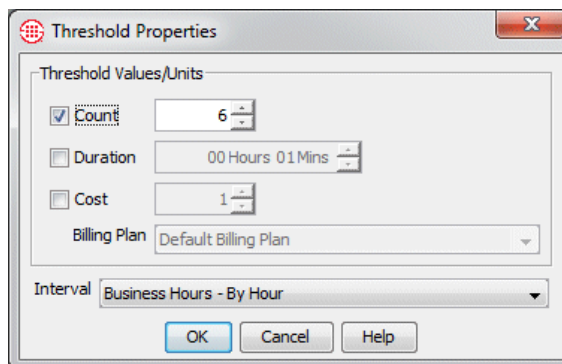 Threshold Properties
Threshold Values/Units
Count 6
Duration 00 Hours 01 Mins
Cost 1
Billing Plan Default Billing Plan
Interval Business Hours - By Hour
OK Cancel Help